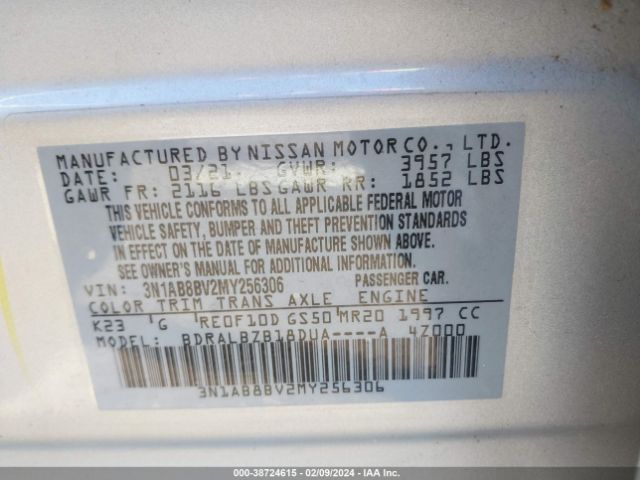 MANUFACTURED BY NISSAN MOTOR CO., LTD.
DATE: 03/21. GVWR: 3957 LBS
GAWR FR: 2116 LBS GAWR RR: 1852 LBS
THIS VEHICLE CONFORMS TO ALL APPLICABLE FEDERAL MOTOR
VEHICLE SAFETY, BUMPER AND THEFT PREVENTION STANDARDS
IN EFFECT ON THE DATE OF MANUFACTURE SHOWN ABOVE.
SEE OWNER'S MANUAL FOR ADDITIONAL INFORMATION.
VIN: 3N1AB8BV2MY256306 PASSENGER CAR.
COLOR TRIM TRANS AXLE ENGINE
K23 'G RE0F10D GS50 MR20 1997 CC
MODEL: BDRALBZB18DUA----A 4Z000
3N1AB8BV2MY256306
000-38724615 - 02/09/2024 - IAA Inc.